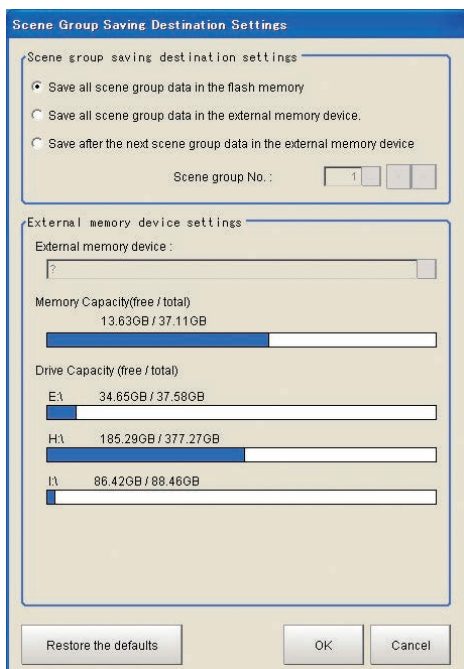 Scene Group Saving Destination Settings
Scene group saving destination settings
Save all scene group data in the flash memory
Save all scene group data in the external memory device.
Save after the next scene group data in the external memory device
Scene group No. : 1
External memory device settings
External memory device :
?
Memory Capacity(free / total)
13.63GB / 37.11GB
Drive Capacity (free / total)
E:\ 34.65GB / 37.58GB
H:\ 185.29GB / 377.27GB
I:\ 86.42GB / 88.46GB
Restore the defaults OK Cancel